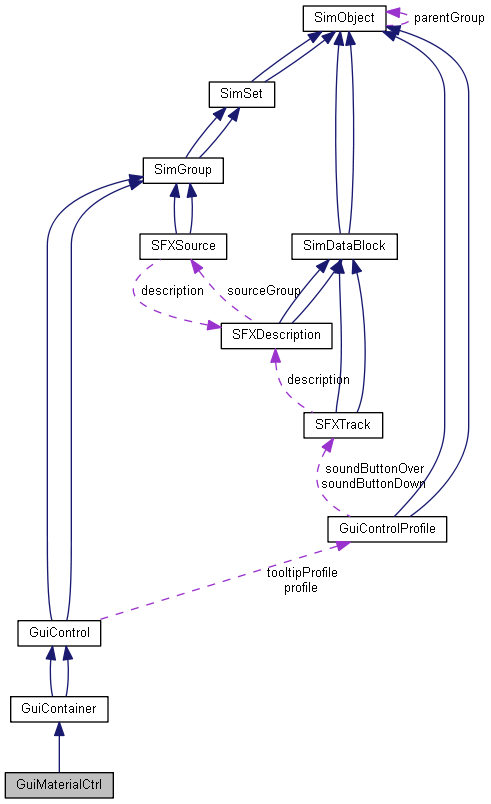 SimObject
parentGroup
SimSet
SimGroup
SFXSource
SimDataBlock
description
sourceGroup
SFXDescription
description
SFXTrack
soundButtonOver
soundButtonDown
GuiControlProfile
tooltipProfile
profile
GuiControl
GuiContainer
GuiMaterialCtrl